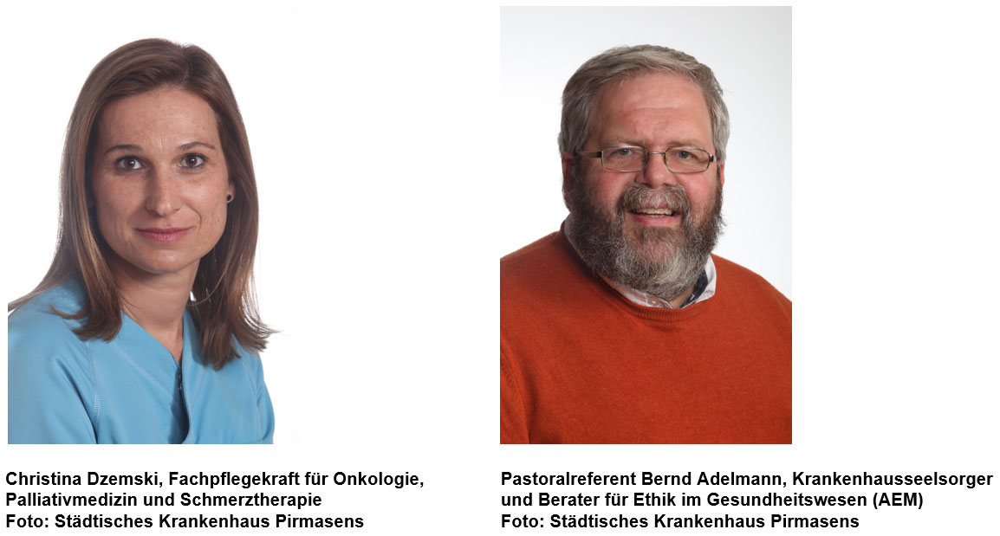 Christina Dzemski, Fachpflegekraft für Onkologie,
Palliativmedizin und Schmerztherapie
Foto: Städtisches Krankenhaus Pirmasens
Pastoralreferent Bernd Adelmann, Krankenhausseelsorger
und Berater für Ethik im Gesundheitswesen (AEM)
Foto: Städtisches Krankenhaus Pirmasens